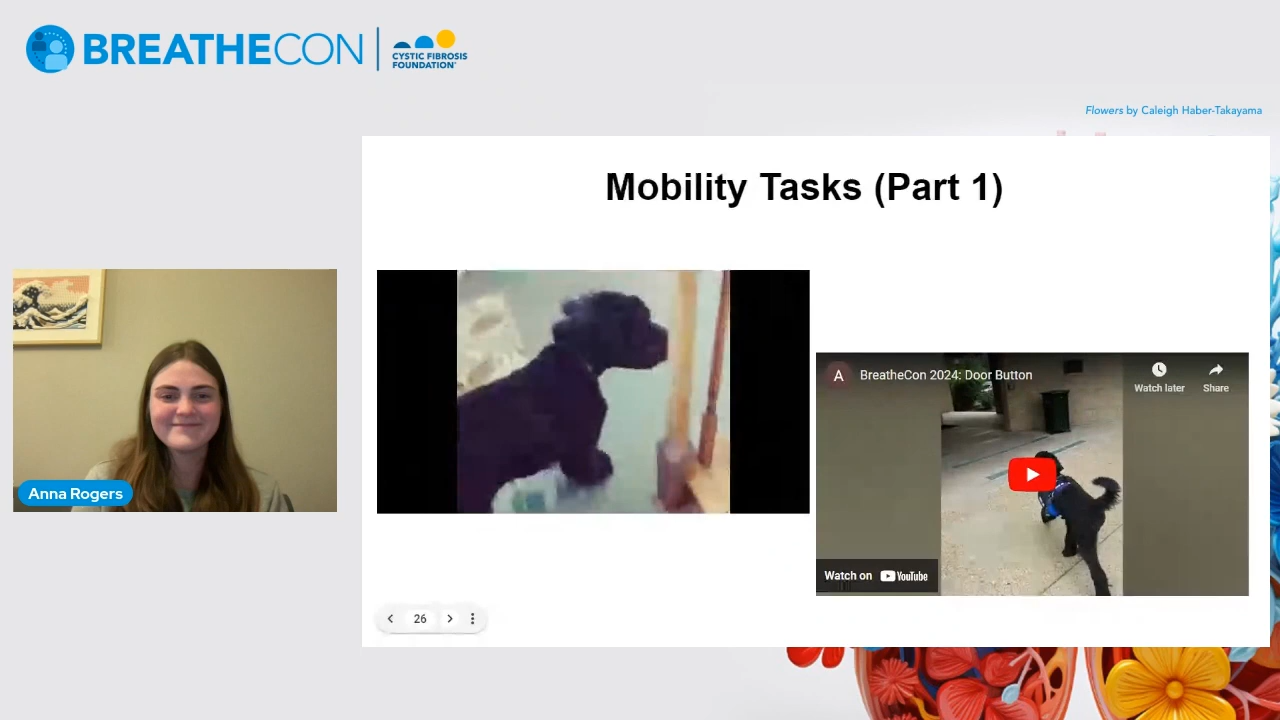 BREATHECON
CYSTIC FIBROSIS
FOUNDATION
Flowers by Caleigh Haber-Takayama
Mobility Tasks (Part 1)
A BreatheCon 2024: Door Button
Watch later
Share
Anna Rogers
Watch on YouTube
26